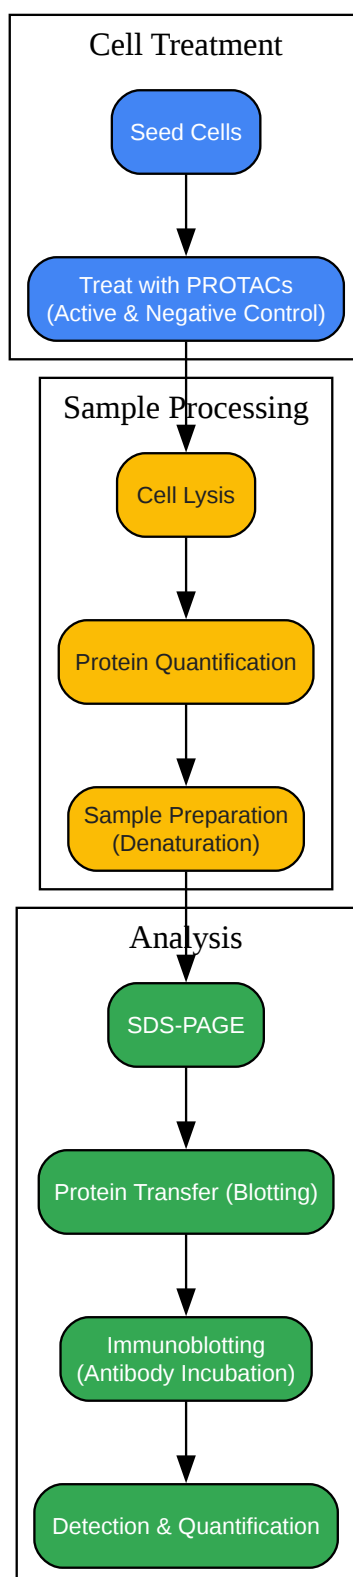 Cell Treatment
Seed Cells
Treat with PROTACs
(Active & Negative Control)
Sample Processing
Cell Lysis
Protein Quantification
Sample Preparation
(Denaturation)
Analysis
SDS-PAGE
Protein Transfer (Blotting)
Immunoblotting
(Antibody Incubation)
Detection & Quantification